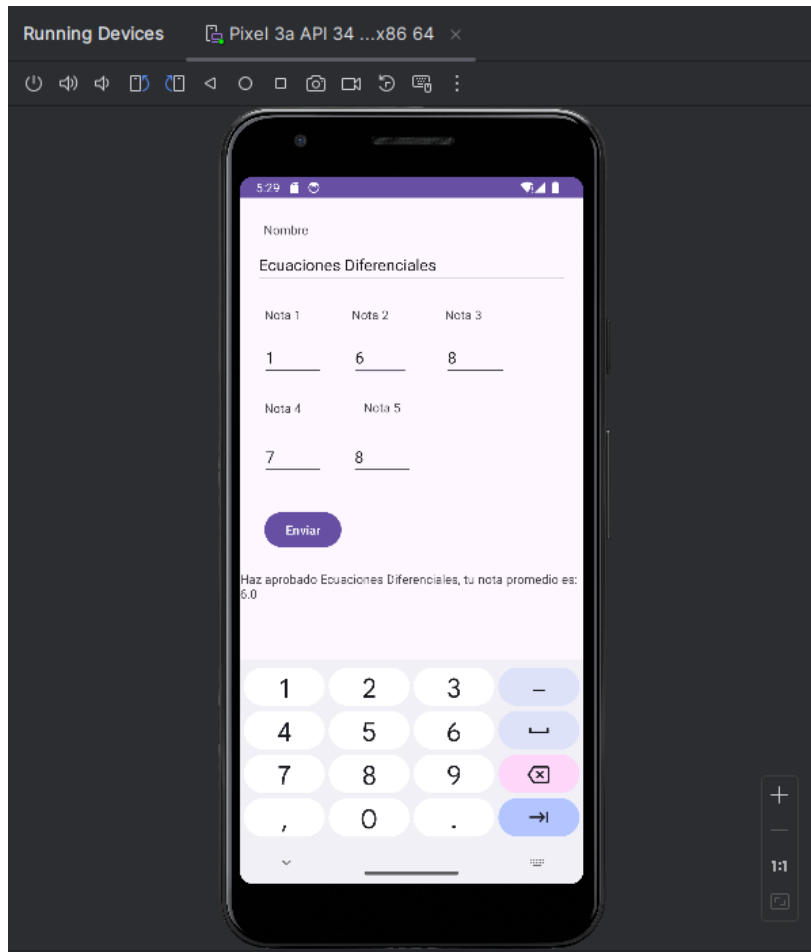 Running Devices Pixel 3a API 34 ...x86 64
5:29
Nombre
Ecuaciones Diferenciales
Nota 1 Nota 2 Nota 3
1 6 8
Nota 4 Nota 5
7 8
Enviar
Haz aprobado Ecuaciones Diferenciales, tu nota promedio es:
6.0
1 2 3 –
4 5 6
7 8 9
, 0 .
1:1